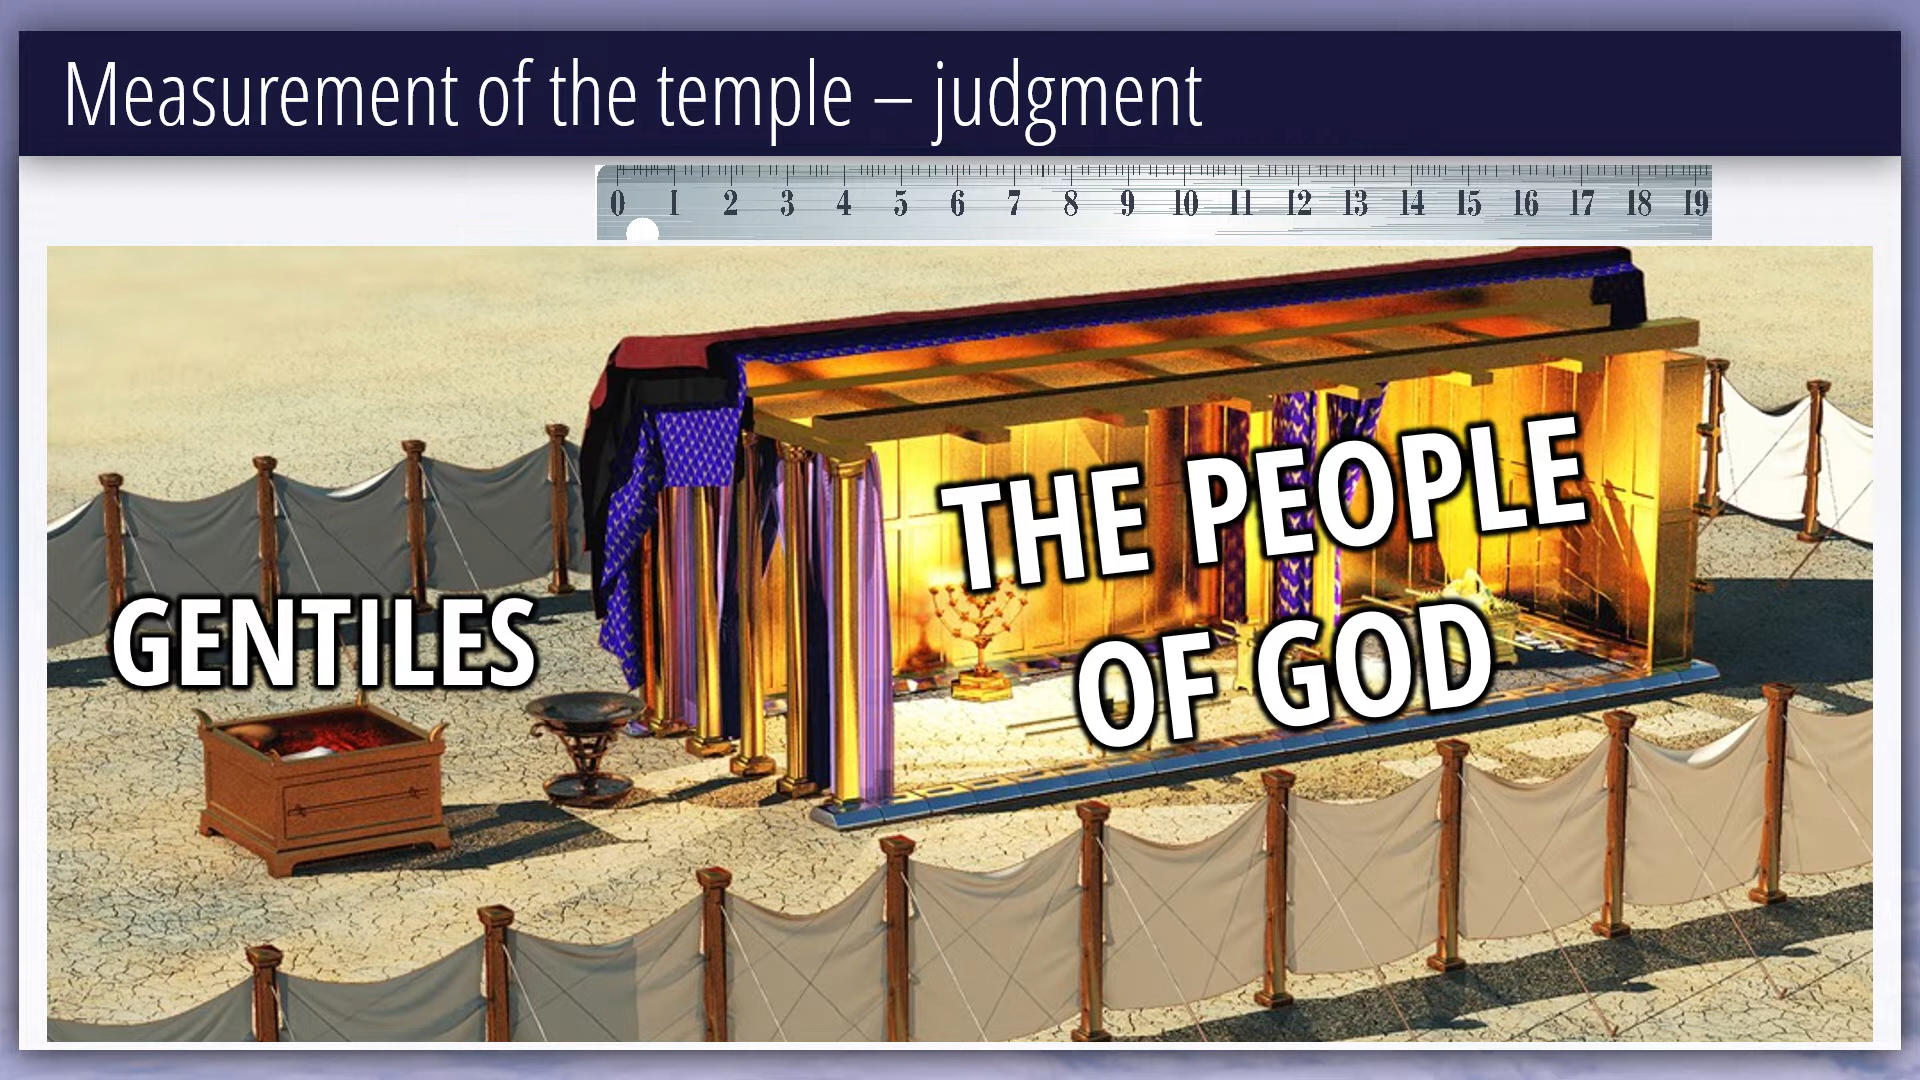 Measurement of the temple – judgment
0 1 2 3 4 5 6 7 8 9 10 11 12 13 14 15 16 17 18 19
THE PEOPLE
OF GOD
GENTILES